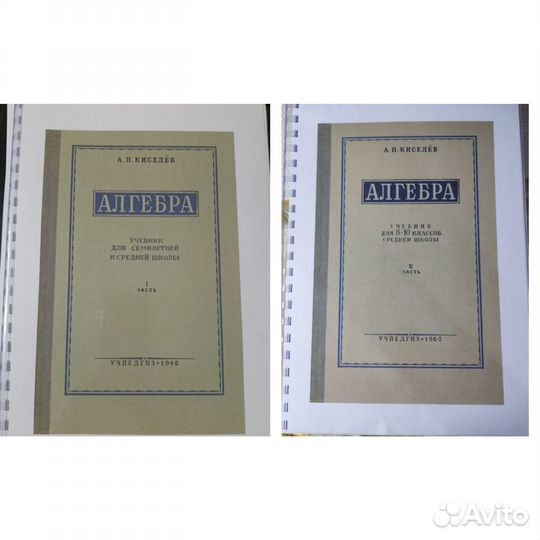 А. П. КИСЕЛЁВ
АЛГЕБРА
УЧЕБНИК
ДЛЯ СЕМИЛЕТНЕЙ
И СРЕДНЕЙ ШКОЛЫ
I
ЧАСТЬ
УЧПЕДГИЗ • 1946
А. П. КИСЕЛЁВ
АЛГЕБРА
УЧЕБНИК
ДЛЯ 8-10 КЛАССОВ
СРЕДНЕЙ ШКОЛЫ
II
ЧАСТЬ
УЧПЕДГИЗ • 1960
Avito